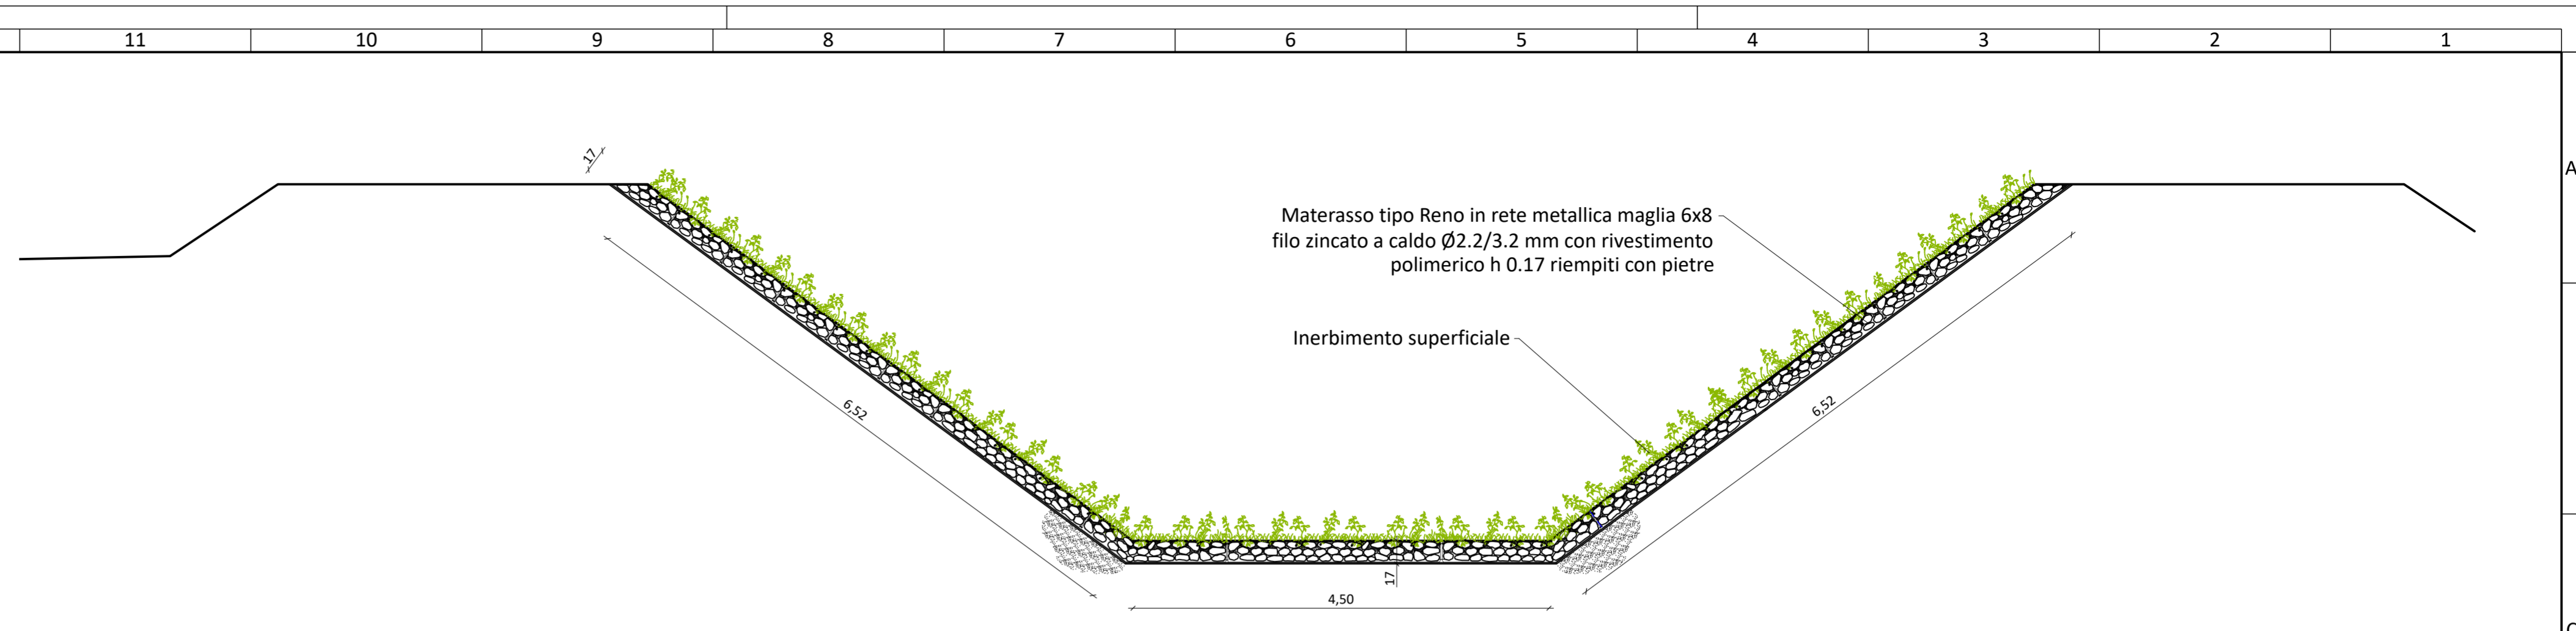 11 10 9 8 7 6 5 4 3 2 1
A
17
Materasso tipo Reno in rete metallica maglia 6x8
filo zincato a caldo Ø2.2/3.2 mm con rivestimento
polimerico h 0.17 riempiti con pietre
Inerbimento superficiale
6,52
6,52
17
4,50